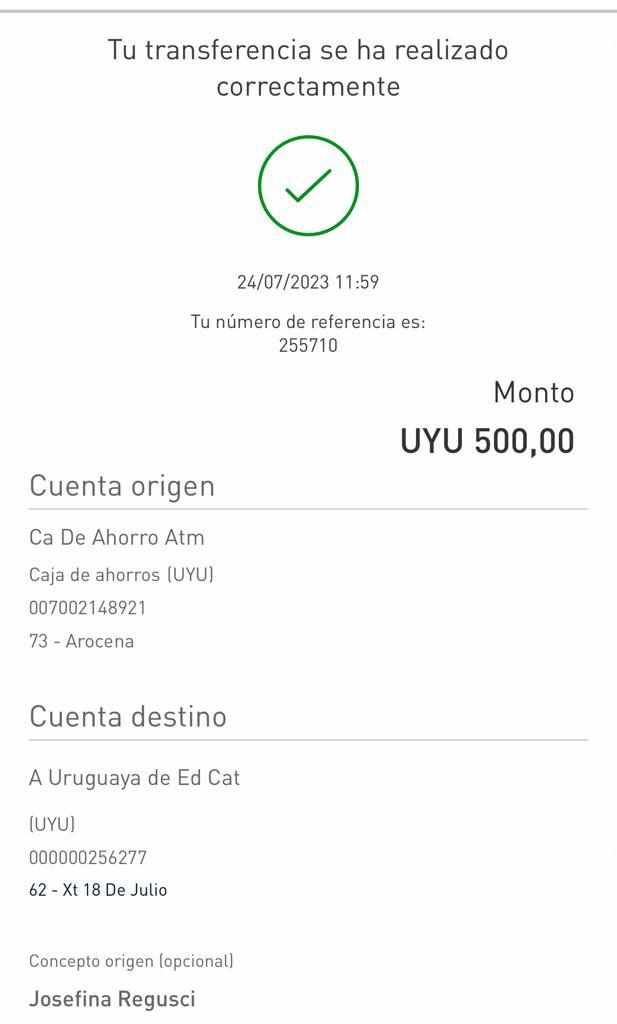 Tu transferencia se ha realizado
correctamente
24/07/2023 11:59
Tu número de referencia es:
255710
Monto
UYU 500,00
Cuenta origen
Ca De Ahorro Atm
Caja de ahorros (UYU)
007002148921
73 - Arocena
Cuenta destino
A Uruguaya de Ed Cat
(UYU)
000000256277
62 - Xt 18 De Julio
Concepto origen (opcional)
Josefina Regusci